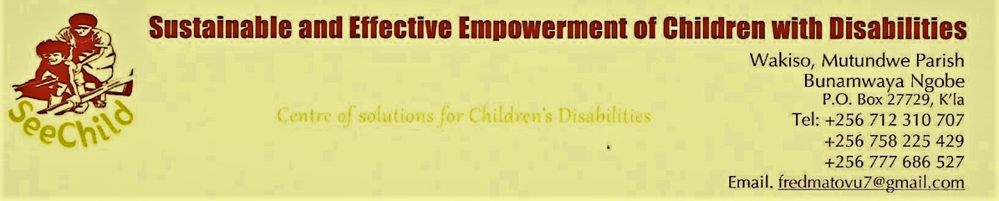 Sustainable and Effective Empowerment of Children with Disabilities
Wakiso, Mutundwe Parish
Bunamwaya Ngobe
P.O. Box 27729, K'la
Tel: +256 712 310 707
+256 758 225 429
+256 777 686 527
Email. fredmatovu7@gmail.com
Centre of solutions for Children's Disabilities
SeeChild